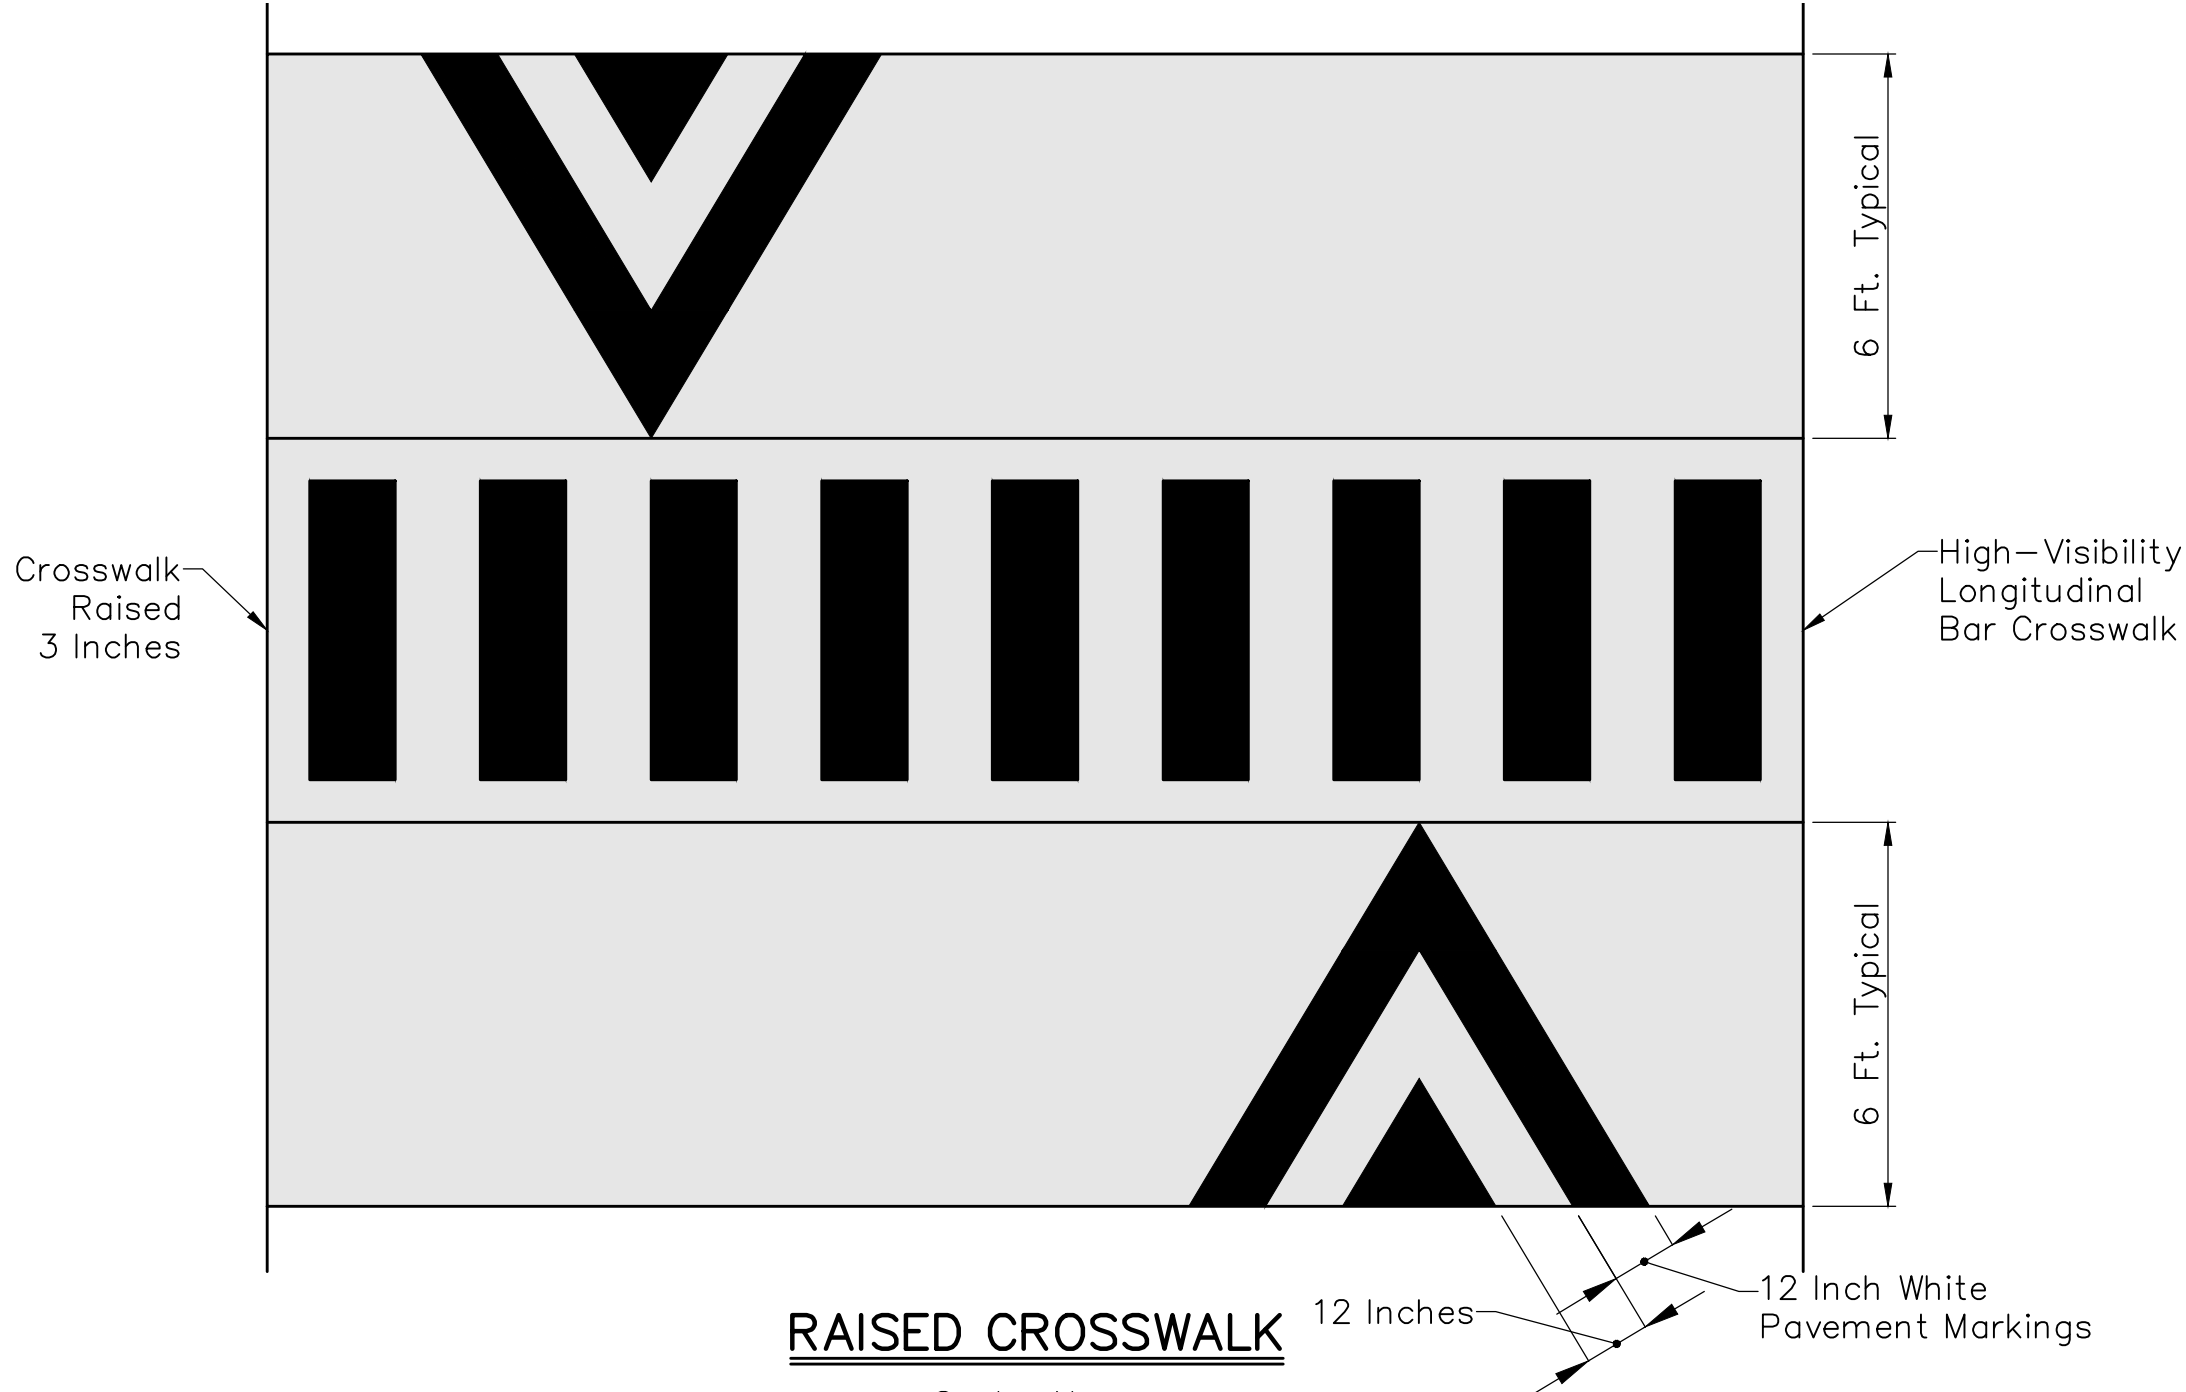 6 Ft. Typical
Crosswalk
Raised
3 Inches
High-Visibility
Longitudinal
Bar Crosswalk
6 Ft. Typical
12 Inches
12 Inch White
Pavement Markings
RAISED CROSSWALK